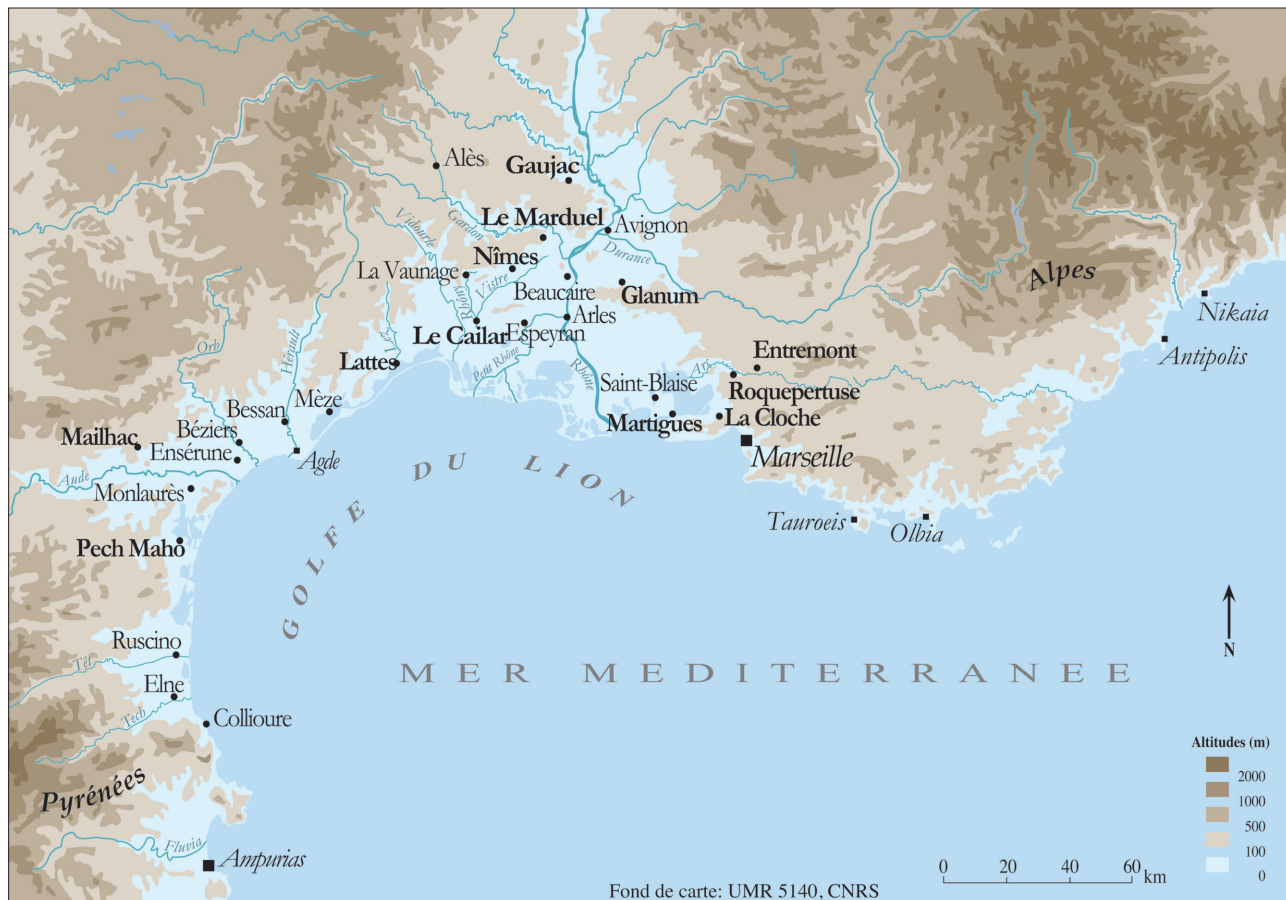 Alès
Gaujac
Le Marduel
Avignon
Vidourle
Gardon
Durance
Nîmes
La Vaunage
Vistre
Rhôny
Beaucaire
Glanum
Alpes
Nikaia
Le Cailar
Espeyran
Arles
Antipolis
Orb
Hérault
Lez
Lattes
Petit Rhône
Rhône
Arc
Entremont
Saint-Blaise
Roquepertuse
Mèze
Bessan
Martigues
La Cloche
Mailhac
Béziers
Ensérune
Agde
Marseille
Aude
Monlaurès
GOLFE DU LION
Tauroeis
Olbia
Pech Maho
N
Ruscino
Têt
MER MEDITERRANEE
Elne
Tech
Collioure
Pyrénées
Fluvia
Ampurias
Altitudes (m)
2000
1000
500
100
0
0 20 40 60 km
Fond de carte: UMR 5140, CNRS